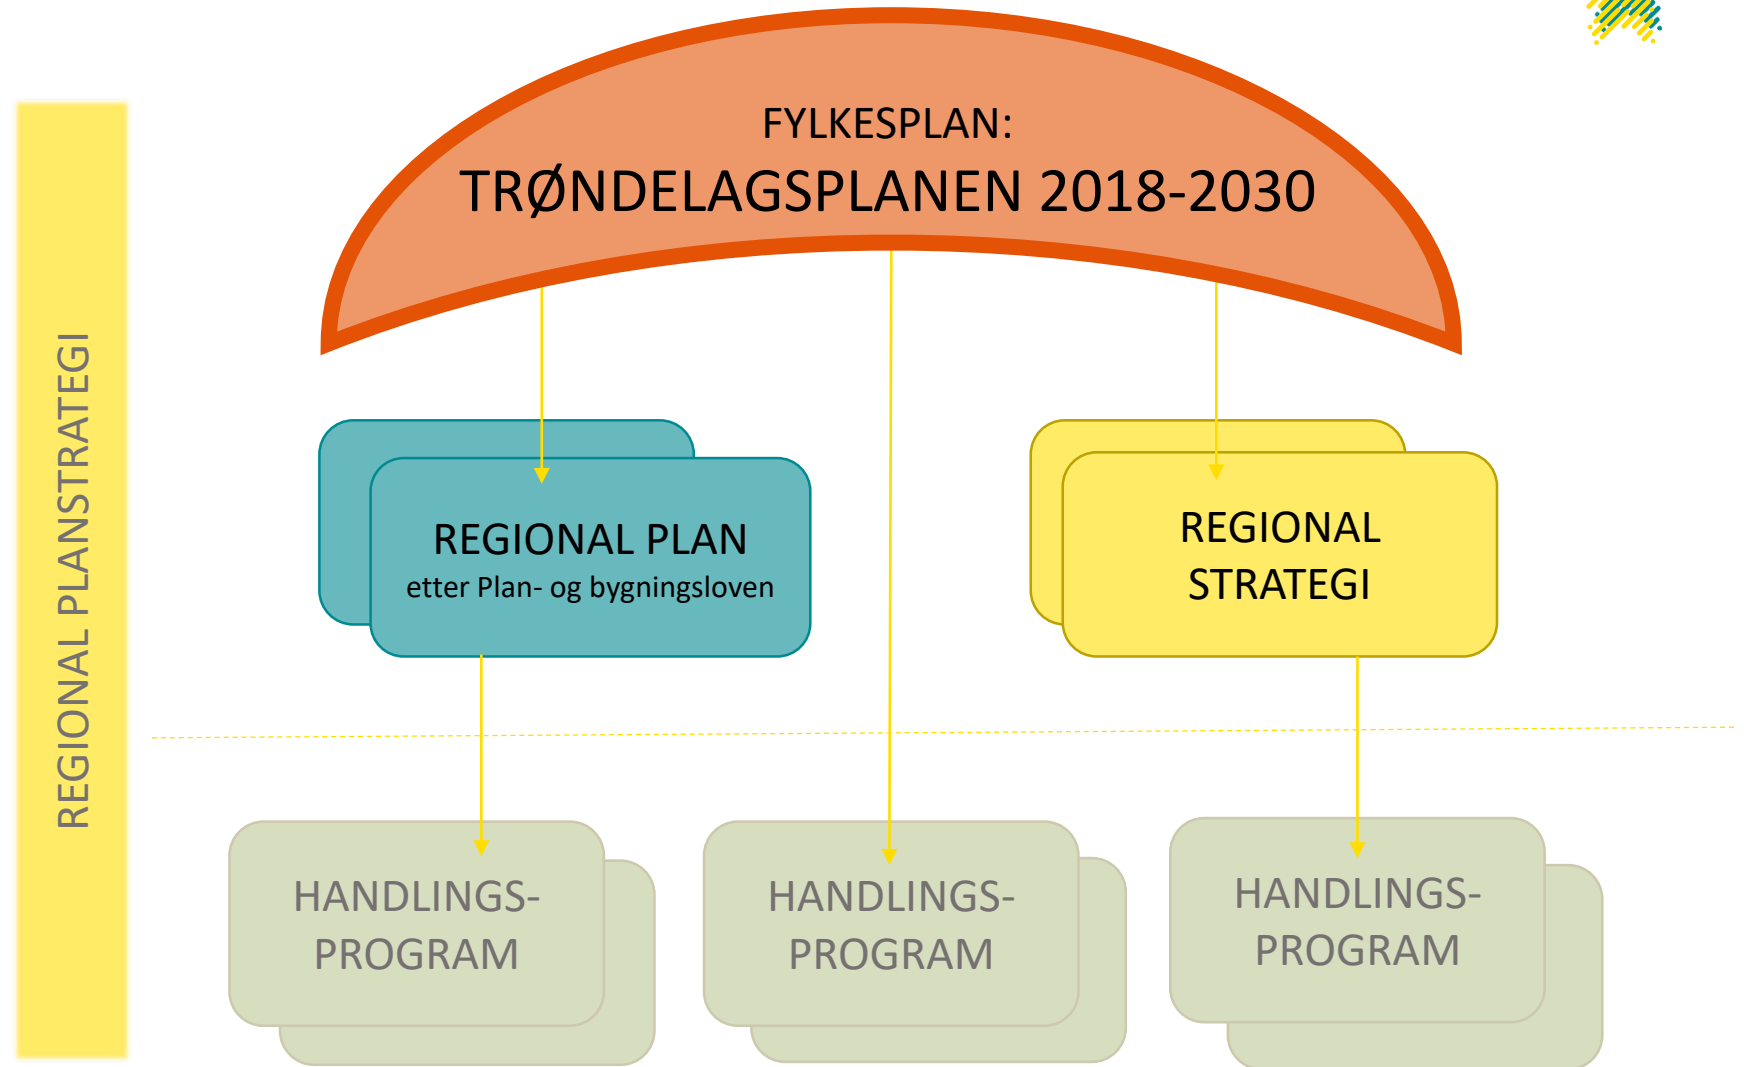 FYLKESPLAN:
TRØNDELAGSPLANEN 2018-2030
REGIONAL PLANSTRATEGI
REGIONAL PLAN
etter Plan- og bygningsloven
REGIONAL
STRATEGI
HANDLINGS-
PROGRAM
HANDLINGS-
PROGRAM
HANDLINGS-
PROGRAM